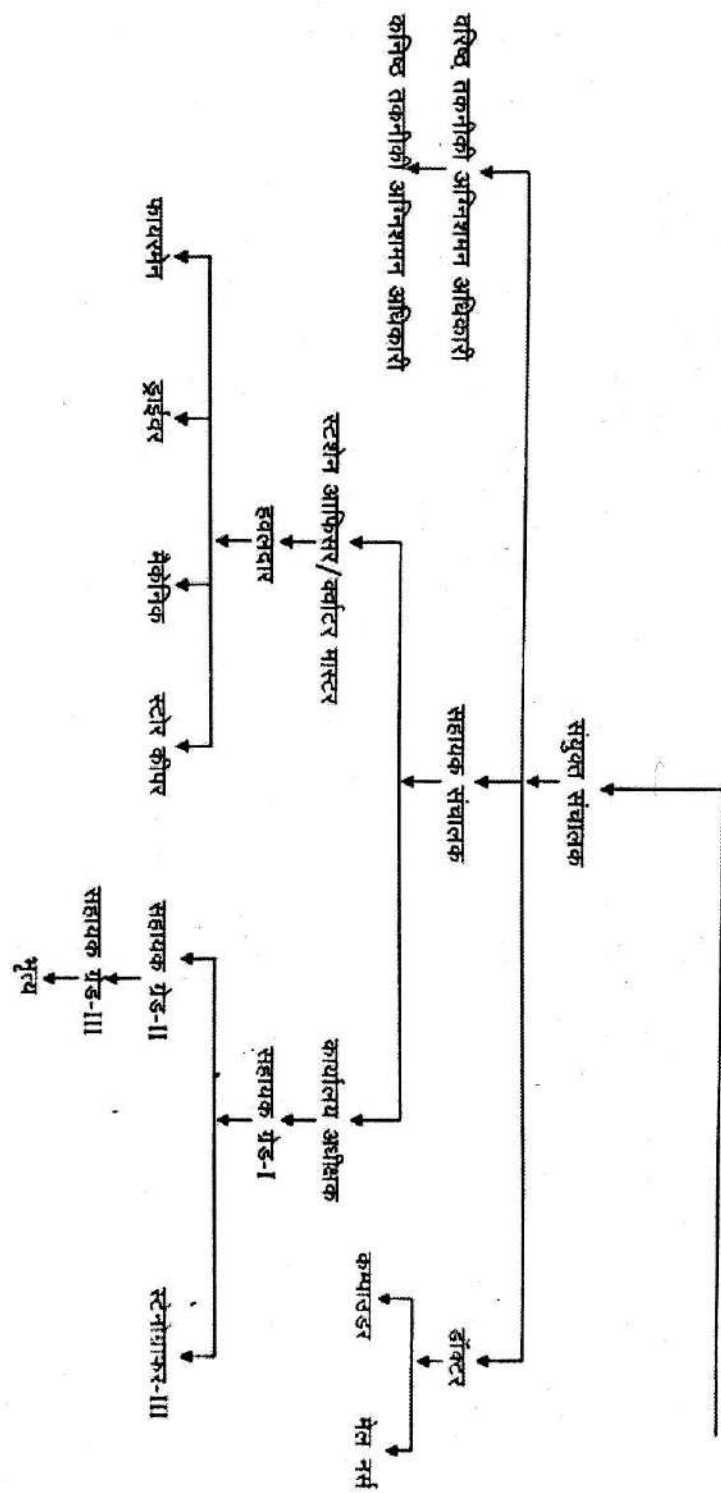 संयुक्त संचालक
वरिष्ठ तकनीकी अग्निशमन अधिकारी
सहायक संचालक
डॉक्टर
कनिष्ठ तकनीकी अग्निशमन अधिकारी
कम्पाउडर
मेल नर्स
स्टेशन आफिसर/क्वाटर मास्टर
कार्यालय अधीक्षक
हवलदार
सहायक ग्रेड-I
फायरमेन
ड्राईवर
मैकेनिक
स्टोर कीपर
सहायक ग्रेड-II
स्टेनोग्राफर-III
सहायक ग्रेड-III
भृत्य